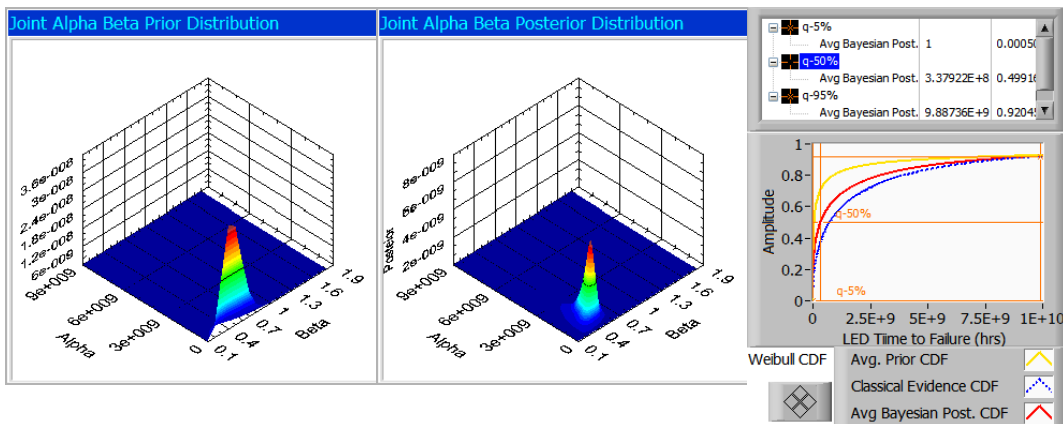 Joint Alpha Beta Prior Distribution
3.6e-008
3e-008
2.4e-008
1.8e-008
1.2e-008
6e-009
9e+009
6e+009
3e+009
0
Alpha
0.1
0.4
0.7
1
1.3
1.6
1.9
Beta
Joint Alpha Beta Posterior Distribution
8e-009
6e-009
4e-009
2e-009
Posterior
9e+009
6e+009
3e+009
0
Alpha
0.1
0.4
0.7
1
1.3
1.6
1.9
Beta
q-5%
Avg Bayesian Post. 1 0.00050
q-50%
Avg Bayesian Post. 3.37922E+8 0.49916
q-95%
Avg Bayesian Post. 9.88736E+9 0.92045
1
0.8
0.6
0.4
0.2
0
Amplitude
q-50%
q-5%
0 2.5E+9 5E+9 7.5E+9 1E+10
LED Time to Failure (hrs)
Weibull CDF
Avg. Prior CDF
Classical Evidence CDF
Avg Bayesian Post. CDF